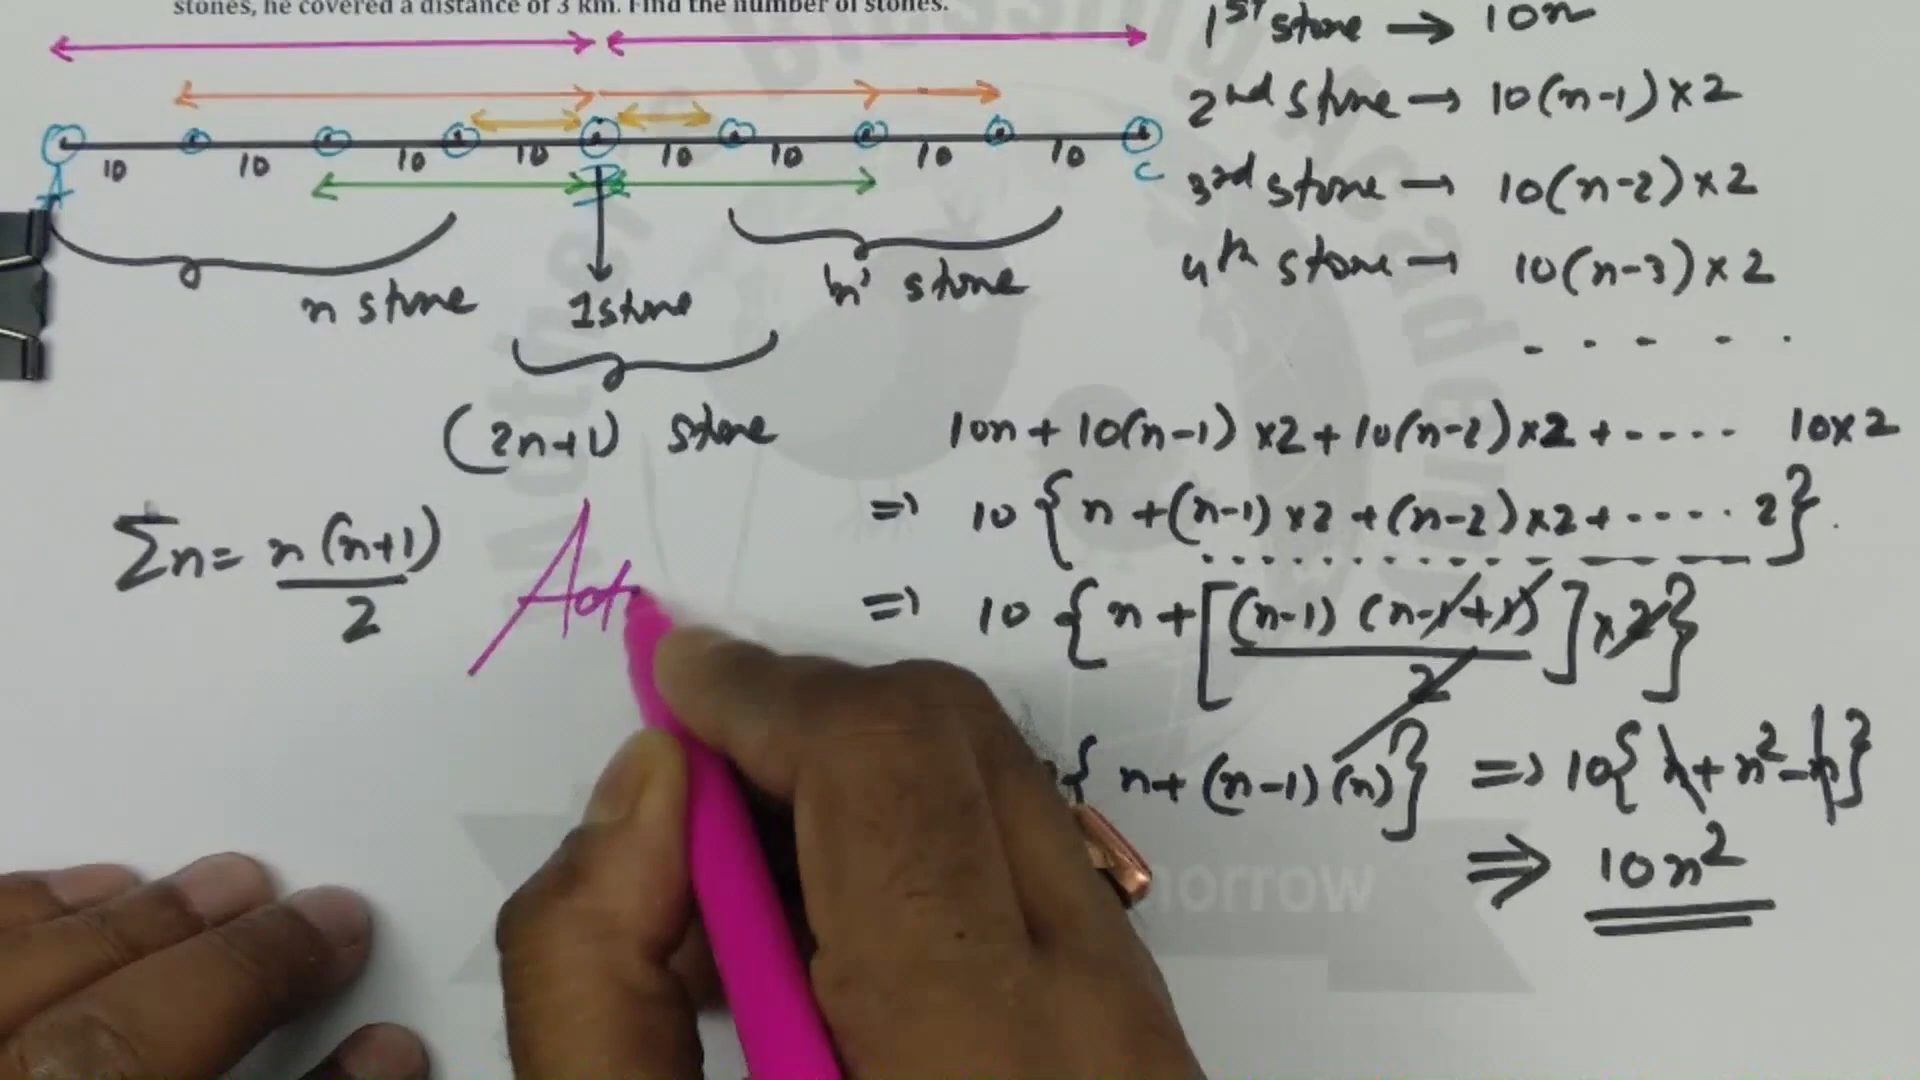 stones, he covered a distance of 3 km. Find the number of stones.
10 10 10 10 10 10 10 10
A B C
n stone 1 stone 'n' stone
(2n+1) stone
Σn = n(n+1)/2
1st stone → 10n
2nd stone → 10(n-1)×2
3rd stone → 10(n-2)×2
4th stone → 10(n-3)×2
. . . . .
10n + 10(n-1)×2 + 10(n-2)×2 + - - - - 10×2
⇒ 10 { n + (n-1)×2 + (n-2)×2 + - - - - 2 }
⇒ 10 { n + [ (n-1) (n-1+1) / 2 ] × 2 }
{ n + (n-1) (n) } ⇒ 10 { n + n² - n }
⇒ 10n²